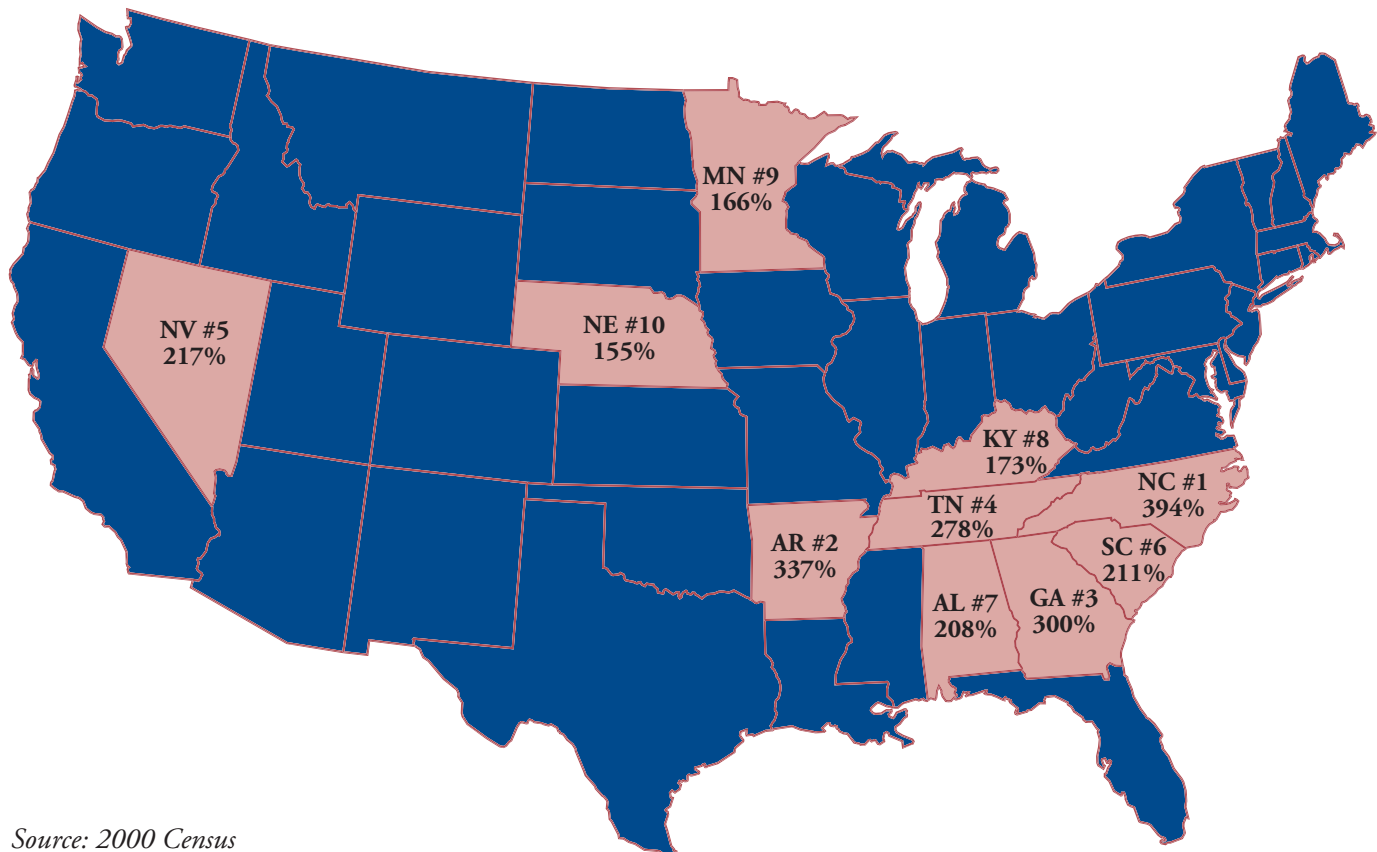 MN #9
166%
NV #5
217%
NE #10
155%
KY #8
173%
NC #1
394%
TN #4
278%
AR #2
337%
SC #6
211%
AL #7
208%
GA #3
300%
Source: 2000 Census